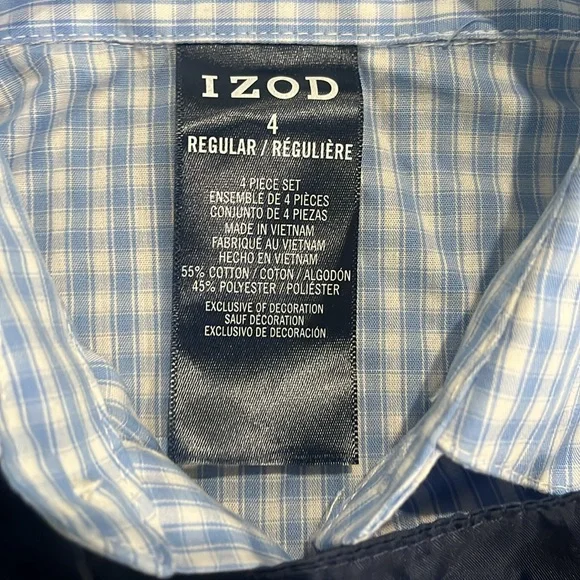 IZOD
4
REGULAR / RÉGULIÈRE
4 PIECE SET
ENSEMBLE DE 4 PIÈCES
CONJUNTO DE 4 PIEZAS
MADE IN VIETNAM
FABRIQUÉ AU VIETNAM
HECHO EN VIETNAM
55% COTTON / COTON / ALGODÓN
45% POLYESTER / POLIÉSTER
EXCLUSIVE OF DECORATION
SAUF DÉCORATION
EXCLUSIVO DE DECORACIÓN